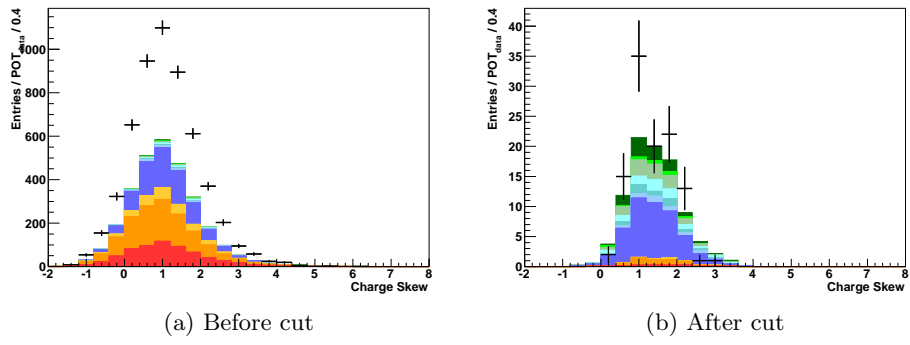 Entries / POT_data / 0.4
1000
800
600
400
200
0
-2 -1 0 1 2 3 4 5 6 7 8
Charge Skew
(a) Before cut
Entries / POT_data / 0.4
40
35
30
25
20
15
10
5
0
-2 -1 0 1 2 3 4 5 6 7 8
Charge Skew
(b) After cut